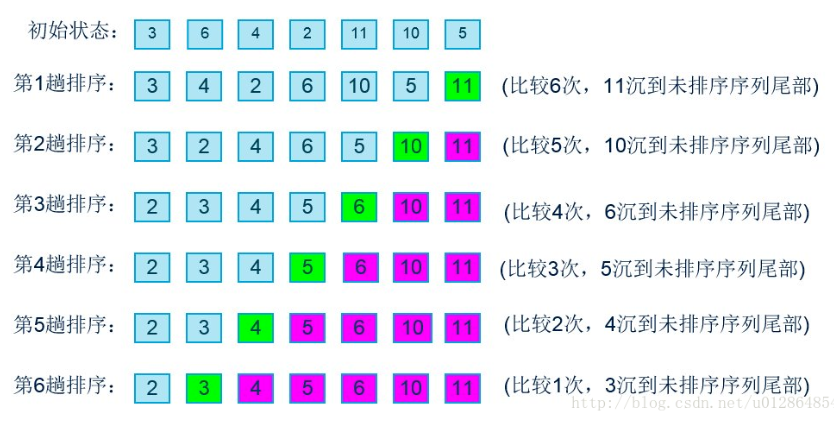 初始状态： 3 6 4 2 11 10 5
第1趟排序： 3 4 2 6 10 5 11 (比较6次，11沉到未排序序列尾部)
第2趟排序： 3 2 4 6 5 10 11 (比较5次，10沉到未排序序列尾部)
第3趟排序： 2 3 4 5 6 10 11 (比较4次，6沉到未排序序列尾部)
第4趟排序： 2 3 4 5 6 10 11 (比较3次，5沉到未排序序列尾部)
第5趟排序： 2 3 4 5 6 10 11 (比较2次，4沉到未排序序列尾部)
第6趟排序： 2 3 4 5 6 10 11 (比较1次，3沉到未排序序列尾部)
http://blog.csdn.net/u012864854